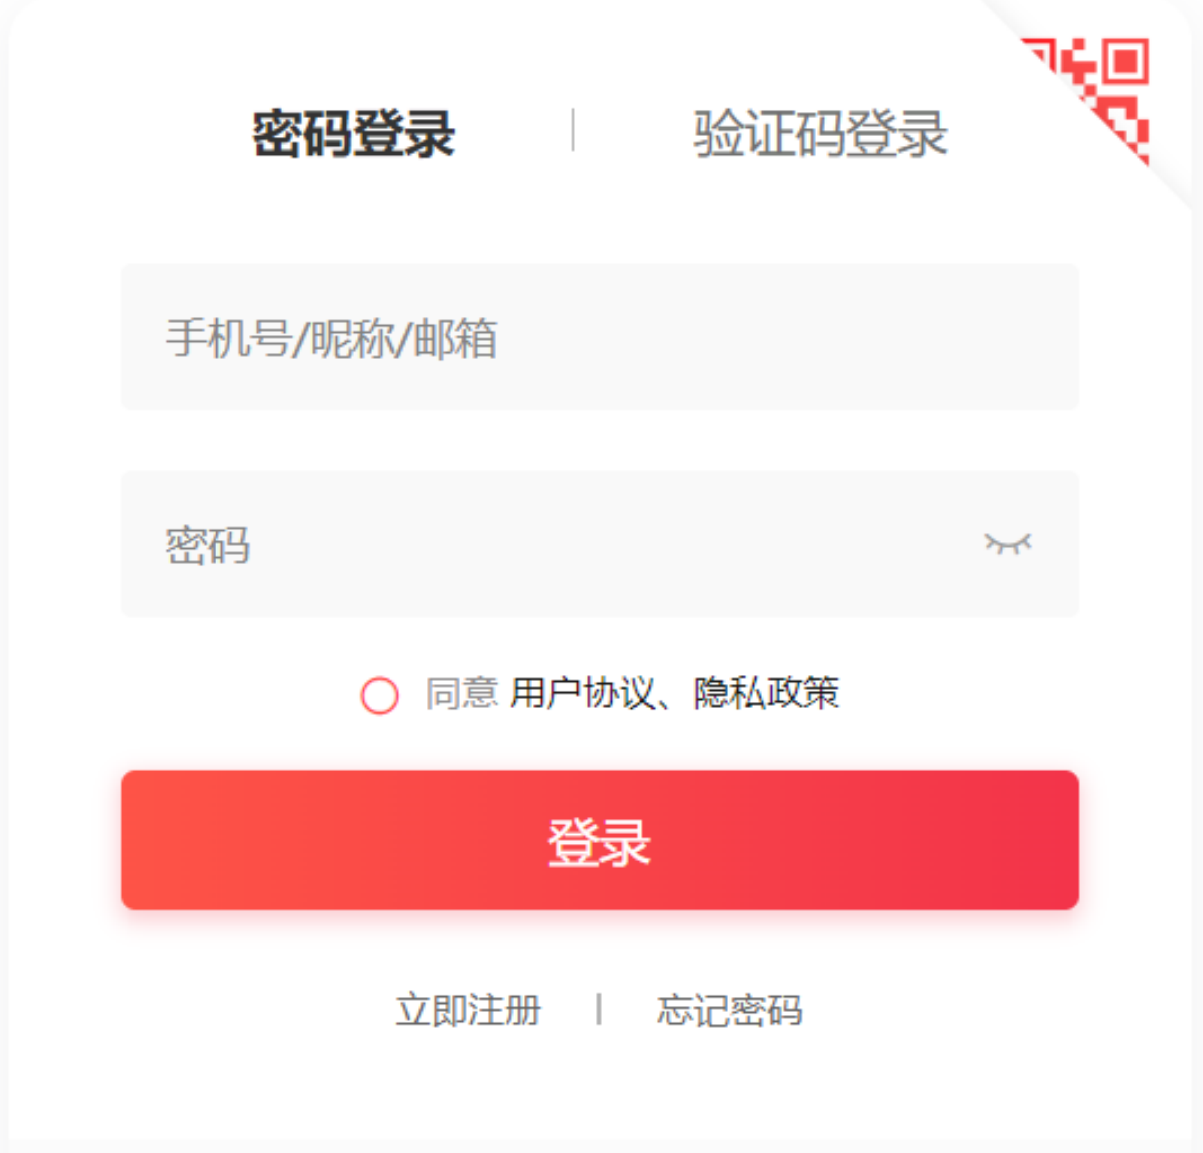 密码登录 | 验证码登录
手机号/昵称/邮箱
密码
同意 用户协议、隐私政策
登录
立即注册 | 忘记密码